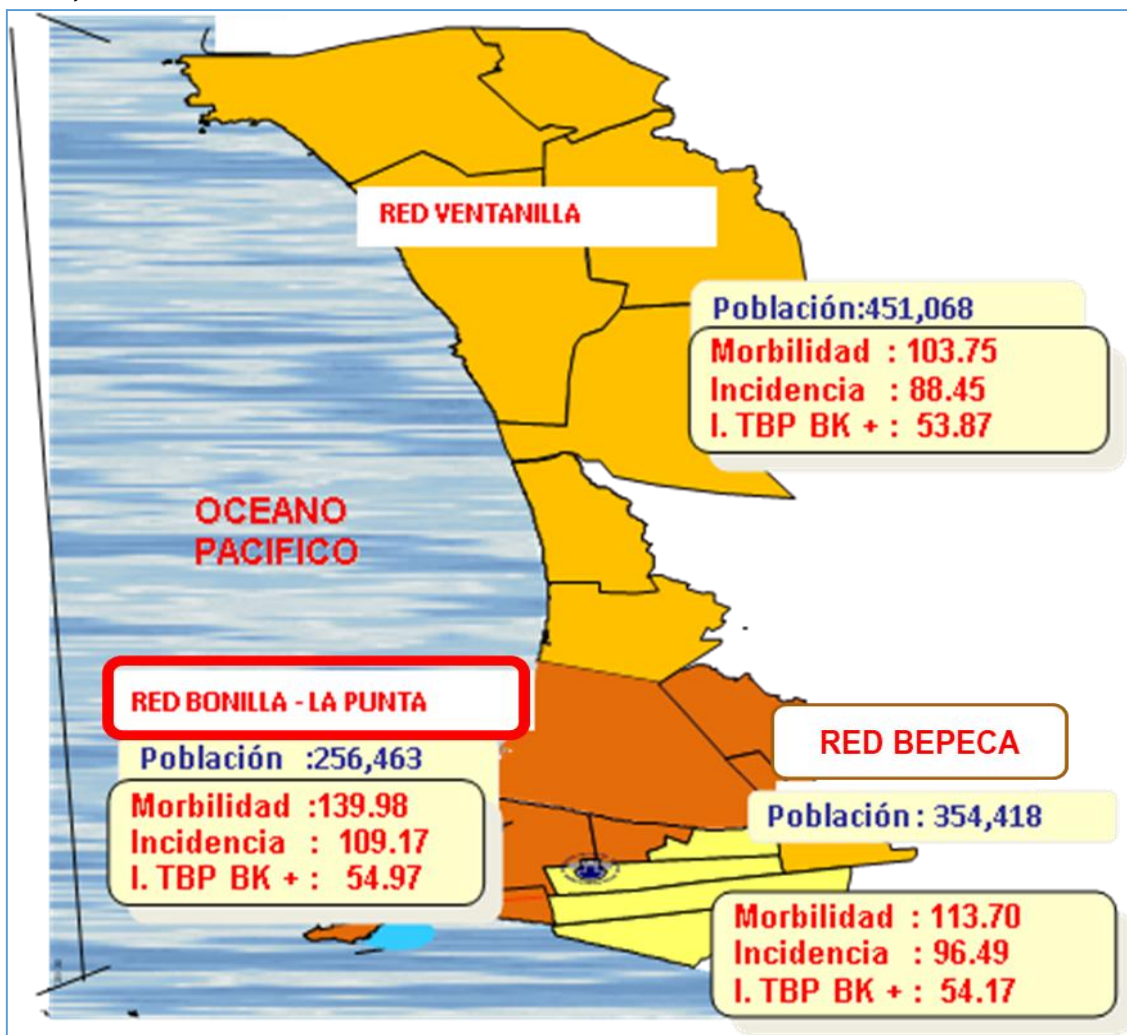 RED VENTANILLA
Población:451,068
Morbilidad : 103.75
Incidencia : 88.45
I. TBP BK + : 53.87
OCEANO
PACIFICO
RED BONILLA - LA PUNTA
Población :256,463
Morbilidad :139.98
Incidencia : 109.17
I. TBP BK + : 54.97
RED BEPECA
Población : 354,418
Morbilidad : 113.70
Incidencia : 96.49
I. TBP BK + : 54.17